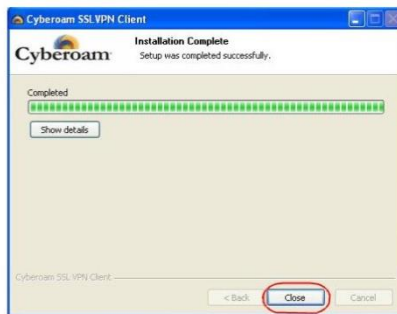 Cyberoam SSLVPN Client
Cyberoam
Installation Complete
Setup was completed successfully.
Completed
Show details
Cyberoam SSL VPN Client
< Back
Close
Cancel